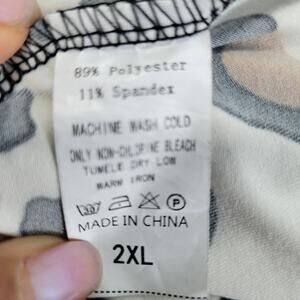 89% Polyester
11% Spandex
MACHINE WASH COLD
ONLY NON-CHLORINE BLEACH
TUMBLE DRY LOW
WARM IRON
P
MADE IN CHINA
2XL